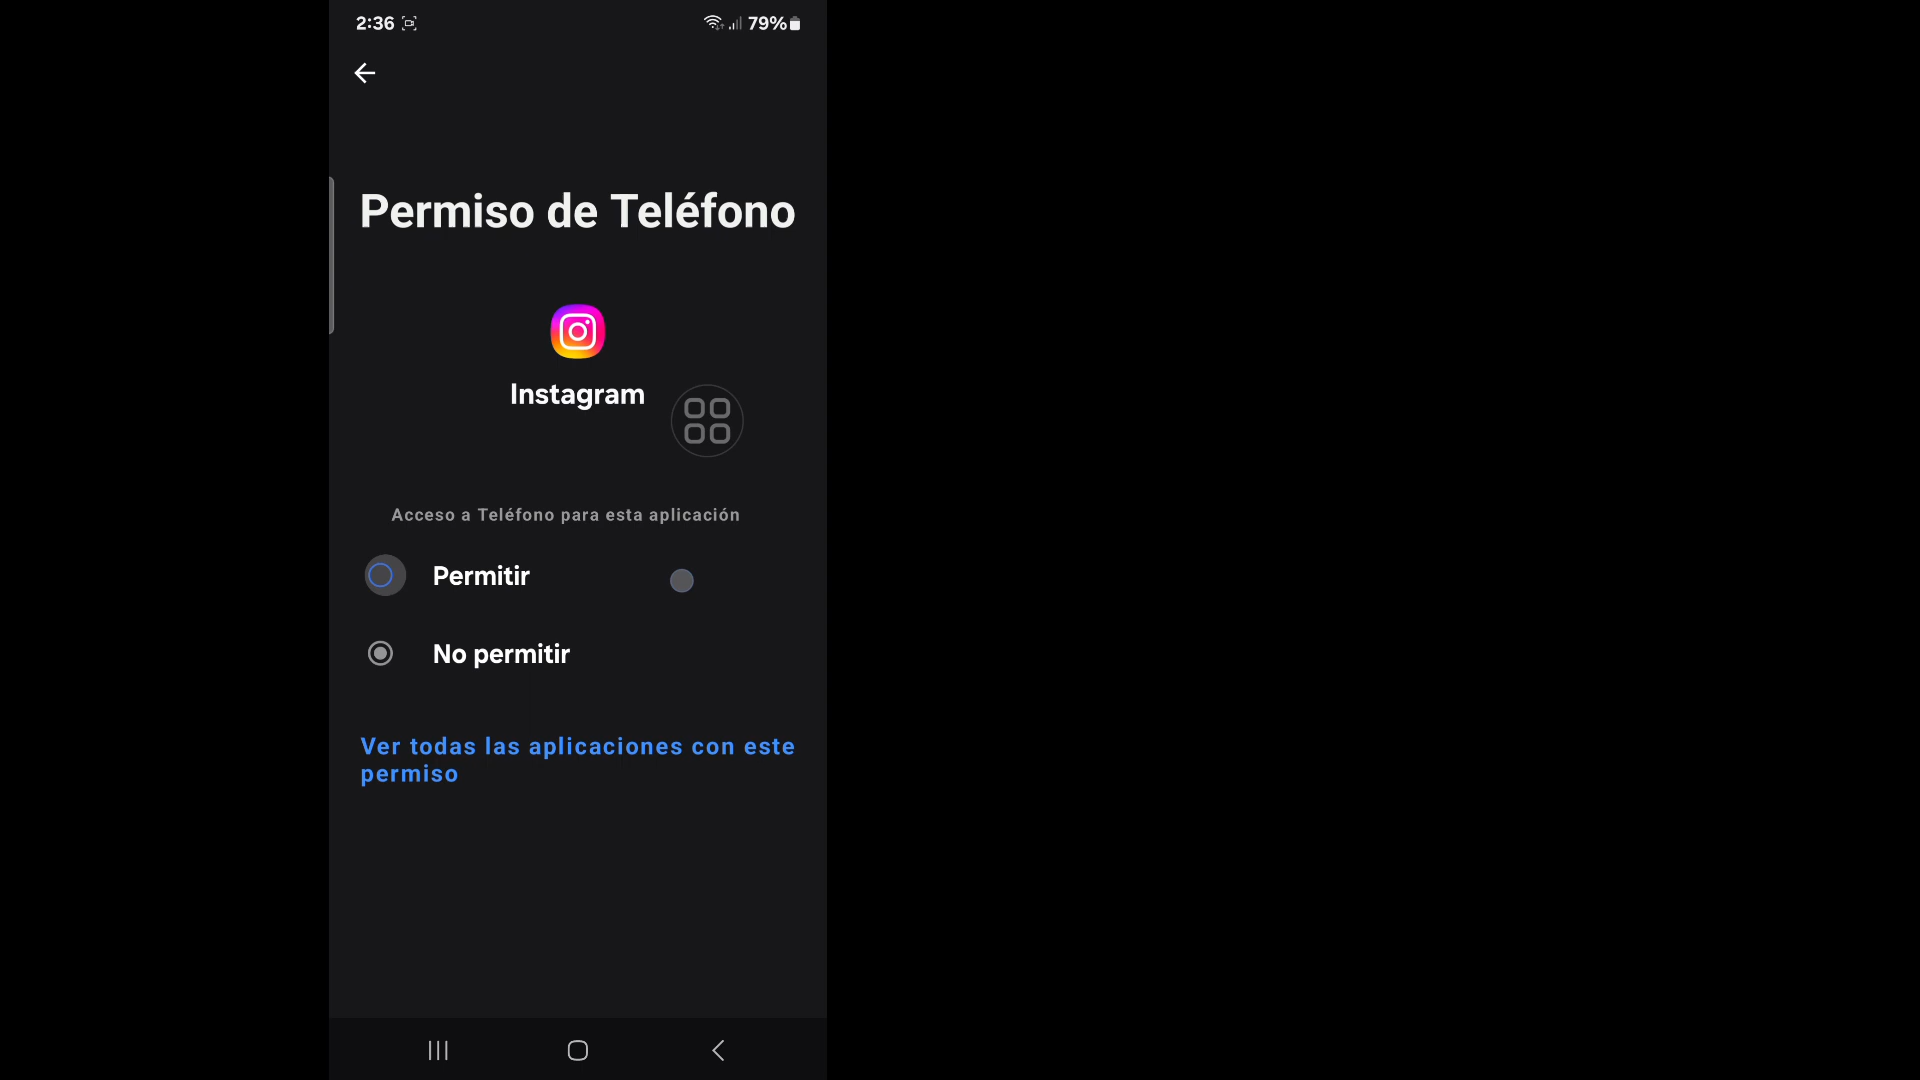 2:36
79%
Permiso de Teléfono
Instagram
Acceso a Teléfono para esta aplicación
Permitir
No permitir
Ver todas las aplicaciones con este
permiso